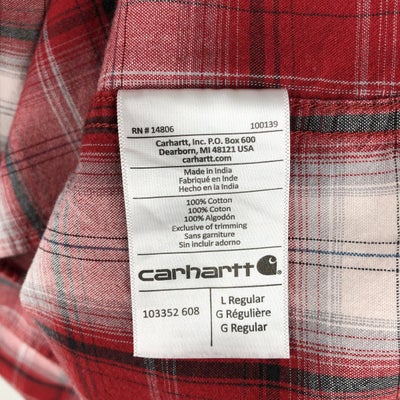 RN # 14806 100139
Carhartt, Inc. P.O. Box 600
Dearborn, MI 48121 USA
carhartt.com
Made in India
Fabriqué en Inde
Hecho en la India
100% Cotton
100% Cotton
100% Algodón
Exclusive of trimming
Sans garniture
Sin incluir adorno
carhartt
103352 608
L Regular
G Régulière
G Regular